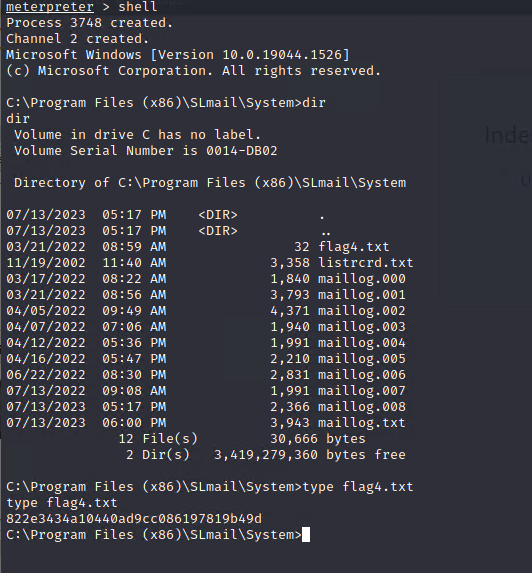 meterpreter > shell
Process 3748 created.
Channel 2 created.
Microsoft Windows [Version 10.0.19044.1526]
(c) Microsoft Corporation. All rights reserved.
C:\Program Files (x86)\SLmail\System>dir
dir
 Volume in drive C has no label.
 Volume Serial Number is 0014-DB02
 Directory of C:\Program Files (x86)\SLmail\System
07/13/2023  05:17 PM    <DIR>          .
07/13/2023  05:17 PM    <DIR>          ..
03/21/2022  08:59 AM                32 flag4.txt
11/19/2002  11:40 AM             3,358 listrcrd.txt
03/17/2022  08:22 AM             1,840 maillog.000
03/21/2022  08:56 AM             3,793 maillog.001
04/05/2022  09:49 AM             4,371 maillog.002
04/07/2022  07:06 AM             1,940 maillog.003
04/12/2022  05:36 PM             1,991 maillog.004
04/16/2022  05:47 PM             2,210 maillog.005
06/22/2022  08:30 PM             2,831 maillog.006
07/13/2022  09:08 AM             1,991 maillog.007
07/13/2023  05:17 PM             2,366 maillog.008
07/13/2023  06:00 PM             3,943 maillog.txt
              12 File(s)         30,666 bytes
               2 Dir(s)   3,419,279,360 bytes free
C:\Program Files (x86)\SLmail\System>type flag4.txt
type flag4.txt
822e3434a10440ad9cc086197819b49d
C:\Program Files (x86)\SLmail\System>